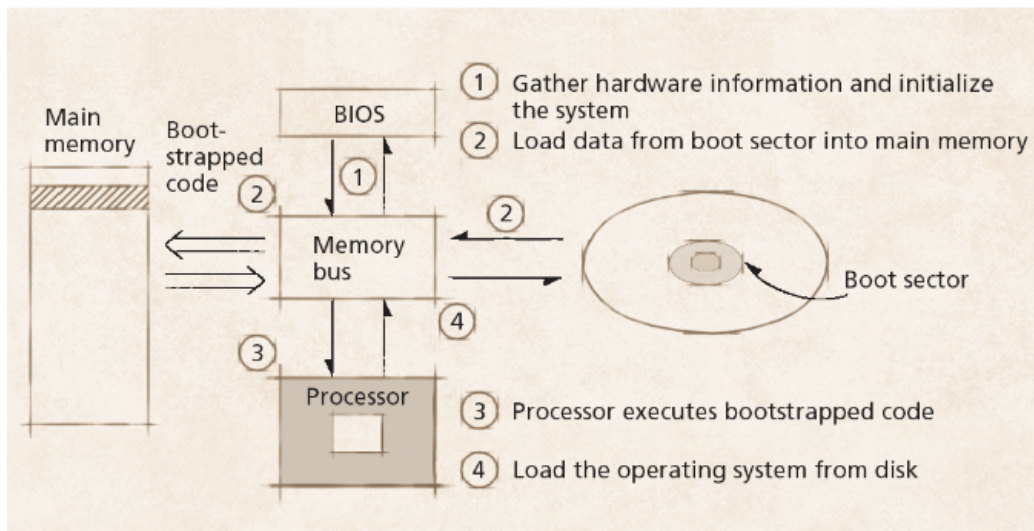 1 Gather hardware information and initialize
the system
2 Load data from boot sector into main memory
Main
memory
Boot-
strapped
code
BIOS
1
2
2
Memory
bus
Boot sector
4
3
Processor
3 Processor executes bootstrapped code
4 Load the operating system from disk